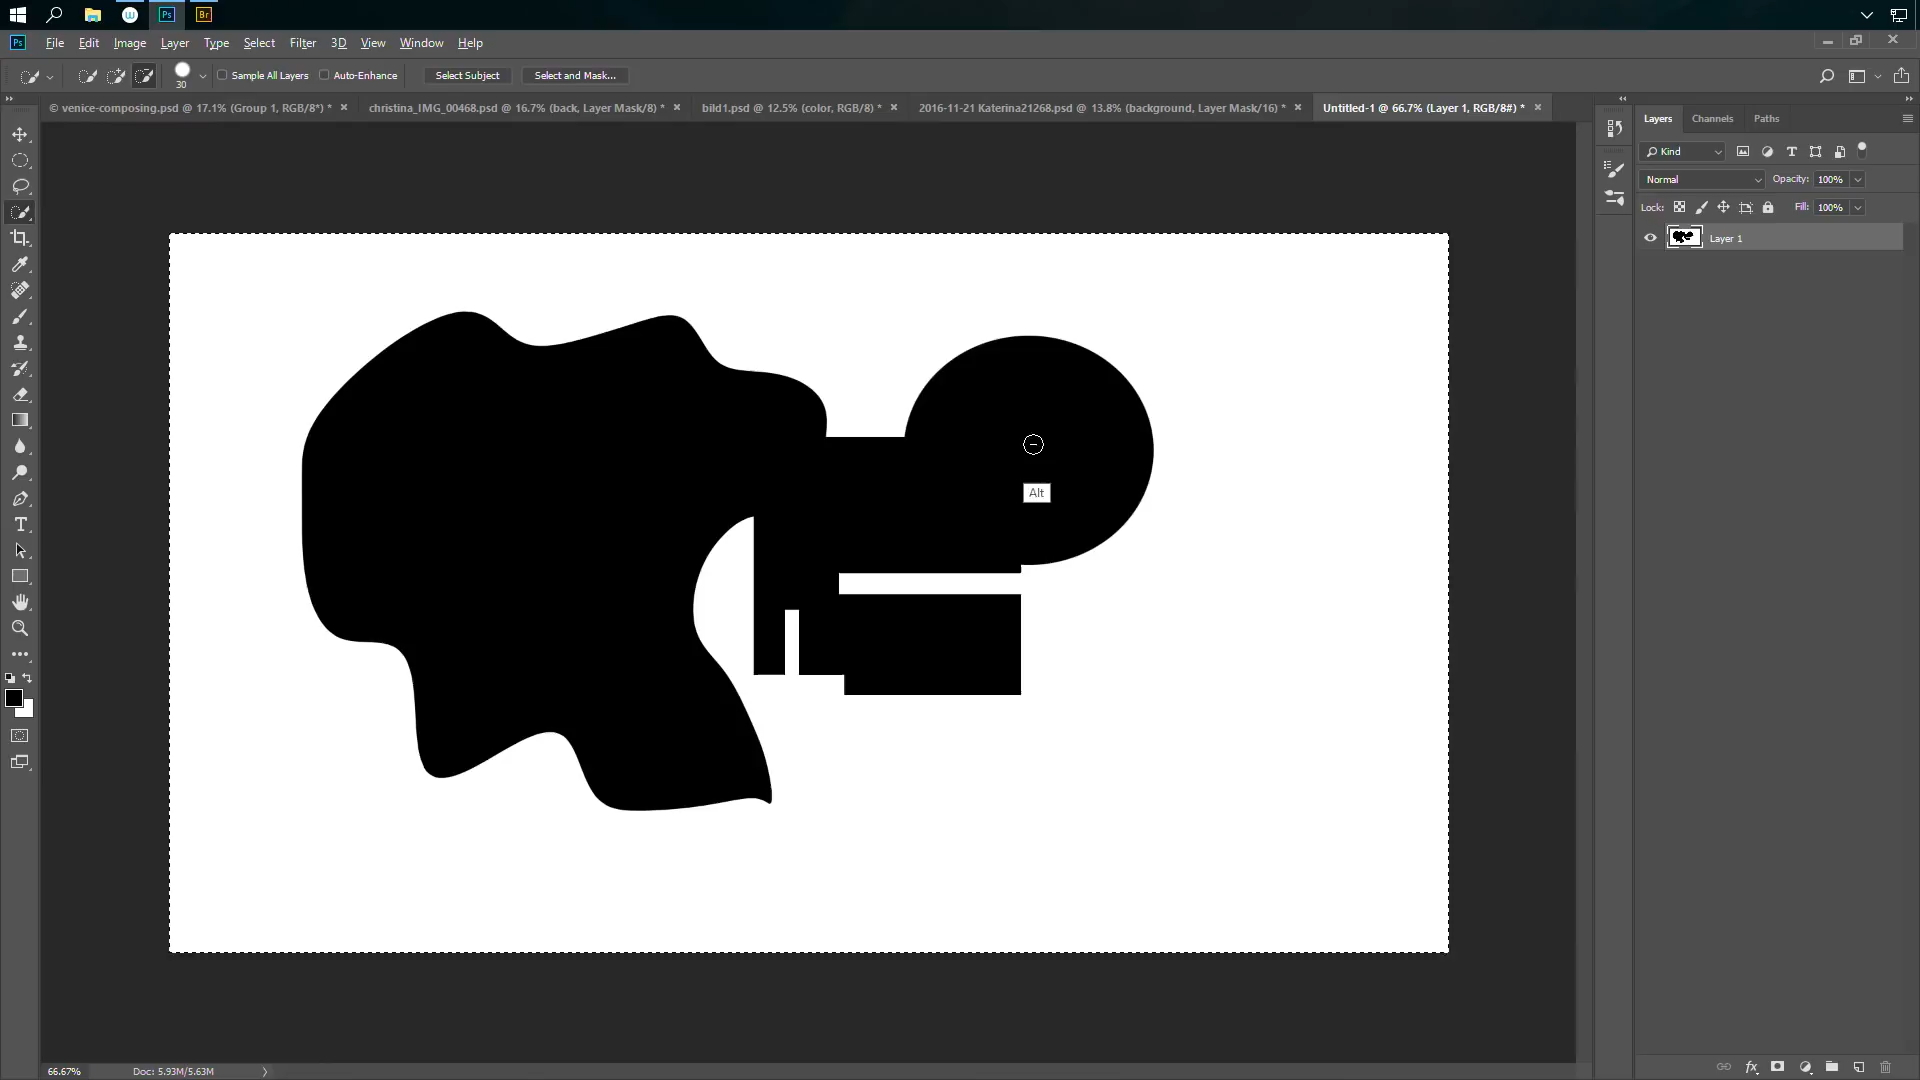 Ps Br
Ps File Edit Image Layer Type Select Filter 3D View Window Help
30 Sample All Layers Auto-Enhance Select Subject Select and Mask...
© venice-composing.psd @ 17.1% (Group 1, RGB/8*) * christina_IMG_00468.psd @ 16.7% (back, Layer Mask/8) * bild1.psd @ 12.5% (color, RGB/8) * 2016-11-21 Katerina21268.psd @ 13.8% (background, Layer Mask/16) * Untitled-1 @ 66.7% (Layer 1, RGB/8#) *
Layers Channels Paths
Kind
Normal Opacity: 100%
Lock: Fill: 100%
Layer 1
Alt
66.67% Doc: 5.93M/5.63M